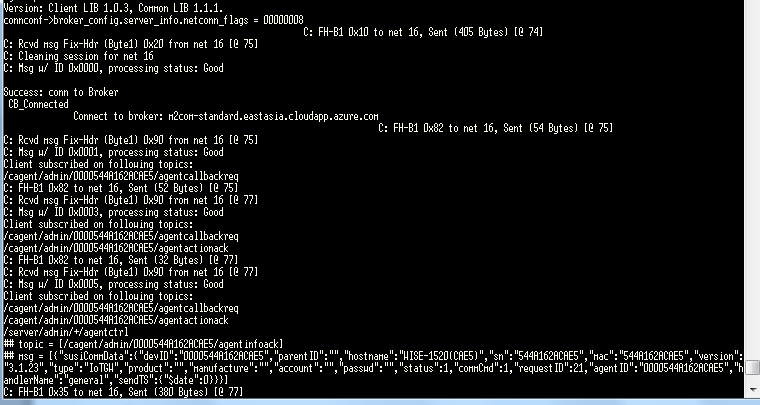 Version: Client LIB 1.0.3, Common LIB 1.1.1.
connconf->broker_config.server_info.netconn_flags = 00000008
C: FH-B1 0x10 to net 16, Sent (405 Bytes) [@ 74]
C: Rcvd msg Fix-Hdr (Byte1) 0x20 from net 16 [@ 75]
C: Cleaning session for net 16
C: Msg w/ ID 0x0000, processing status: Good
Success: conn to Broker
CB_Connected
Connect to broker: m2com-standard.eastasia.cloudapp.azure.com
C: FH-B1 0x82 to net 16, Sent (54 Bytes) [@ 75]
C: Rcvd msg Fix-Hdr (Byte1) 0x90 from net 16 [@ 75]
C: Msg w/ ID 0x0001, processing status: Good
Client subscribed on following topics:
/cagent/admin/0000544A162ACAE5/agentcallbackreq
C: FH-B1 0x82 to net 16, Sent (52 Bytes) [@ 75]
C: Rcvd msg Fix-Hdr (Byte1) 0x90 from net 16 [@ 77]
C: Msg w/ ID 0x0003, processing status: Good
Client subscribed on following topics:
/cagent/admin/0000544A162ACAE5/agentcallbackreq
/cagent/admin/0000544A162ACAE5/agentactionack
C: FH-B1 0x82 to net 16, Sent (32 Bytes) [@ 77]
C: Rcvd msg Fix-Hdr (Byte1) 0x90 from net 16 [@ 77]
C: Msg w/ ID 0x0005, processing status: Good
Client subscribed on following topics:
/cagent/admin/0000544A162ACAE5/agentcallbackreq
/cagent/admin/0000544A162ACAE5/agentactionack
/server/admin/+/agentctrl
## topic = [/cagent/admin/0000544A162ACAE5/agentinfoack]
## msg = [{"susiCommData":{"devID":"0000544A162ACAE5","parentID":"","hostname":"WISE-1520(CAE5)","sn":"544A162ACAE5","mac":"544A162ACAE5","version":
"3.1.23","type":"IoTGW","product":"","manufacture":"","account":"","passwd":"","status":1,"commCmd":1,"requestID":21,"agentID":"0000544A162ACAE5","h
andlerName":"general","sendTS":{"$date":0}}}]
C: FH-B1 0x35 to net 16, Sent (380 Bytes) [@ 77]